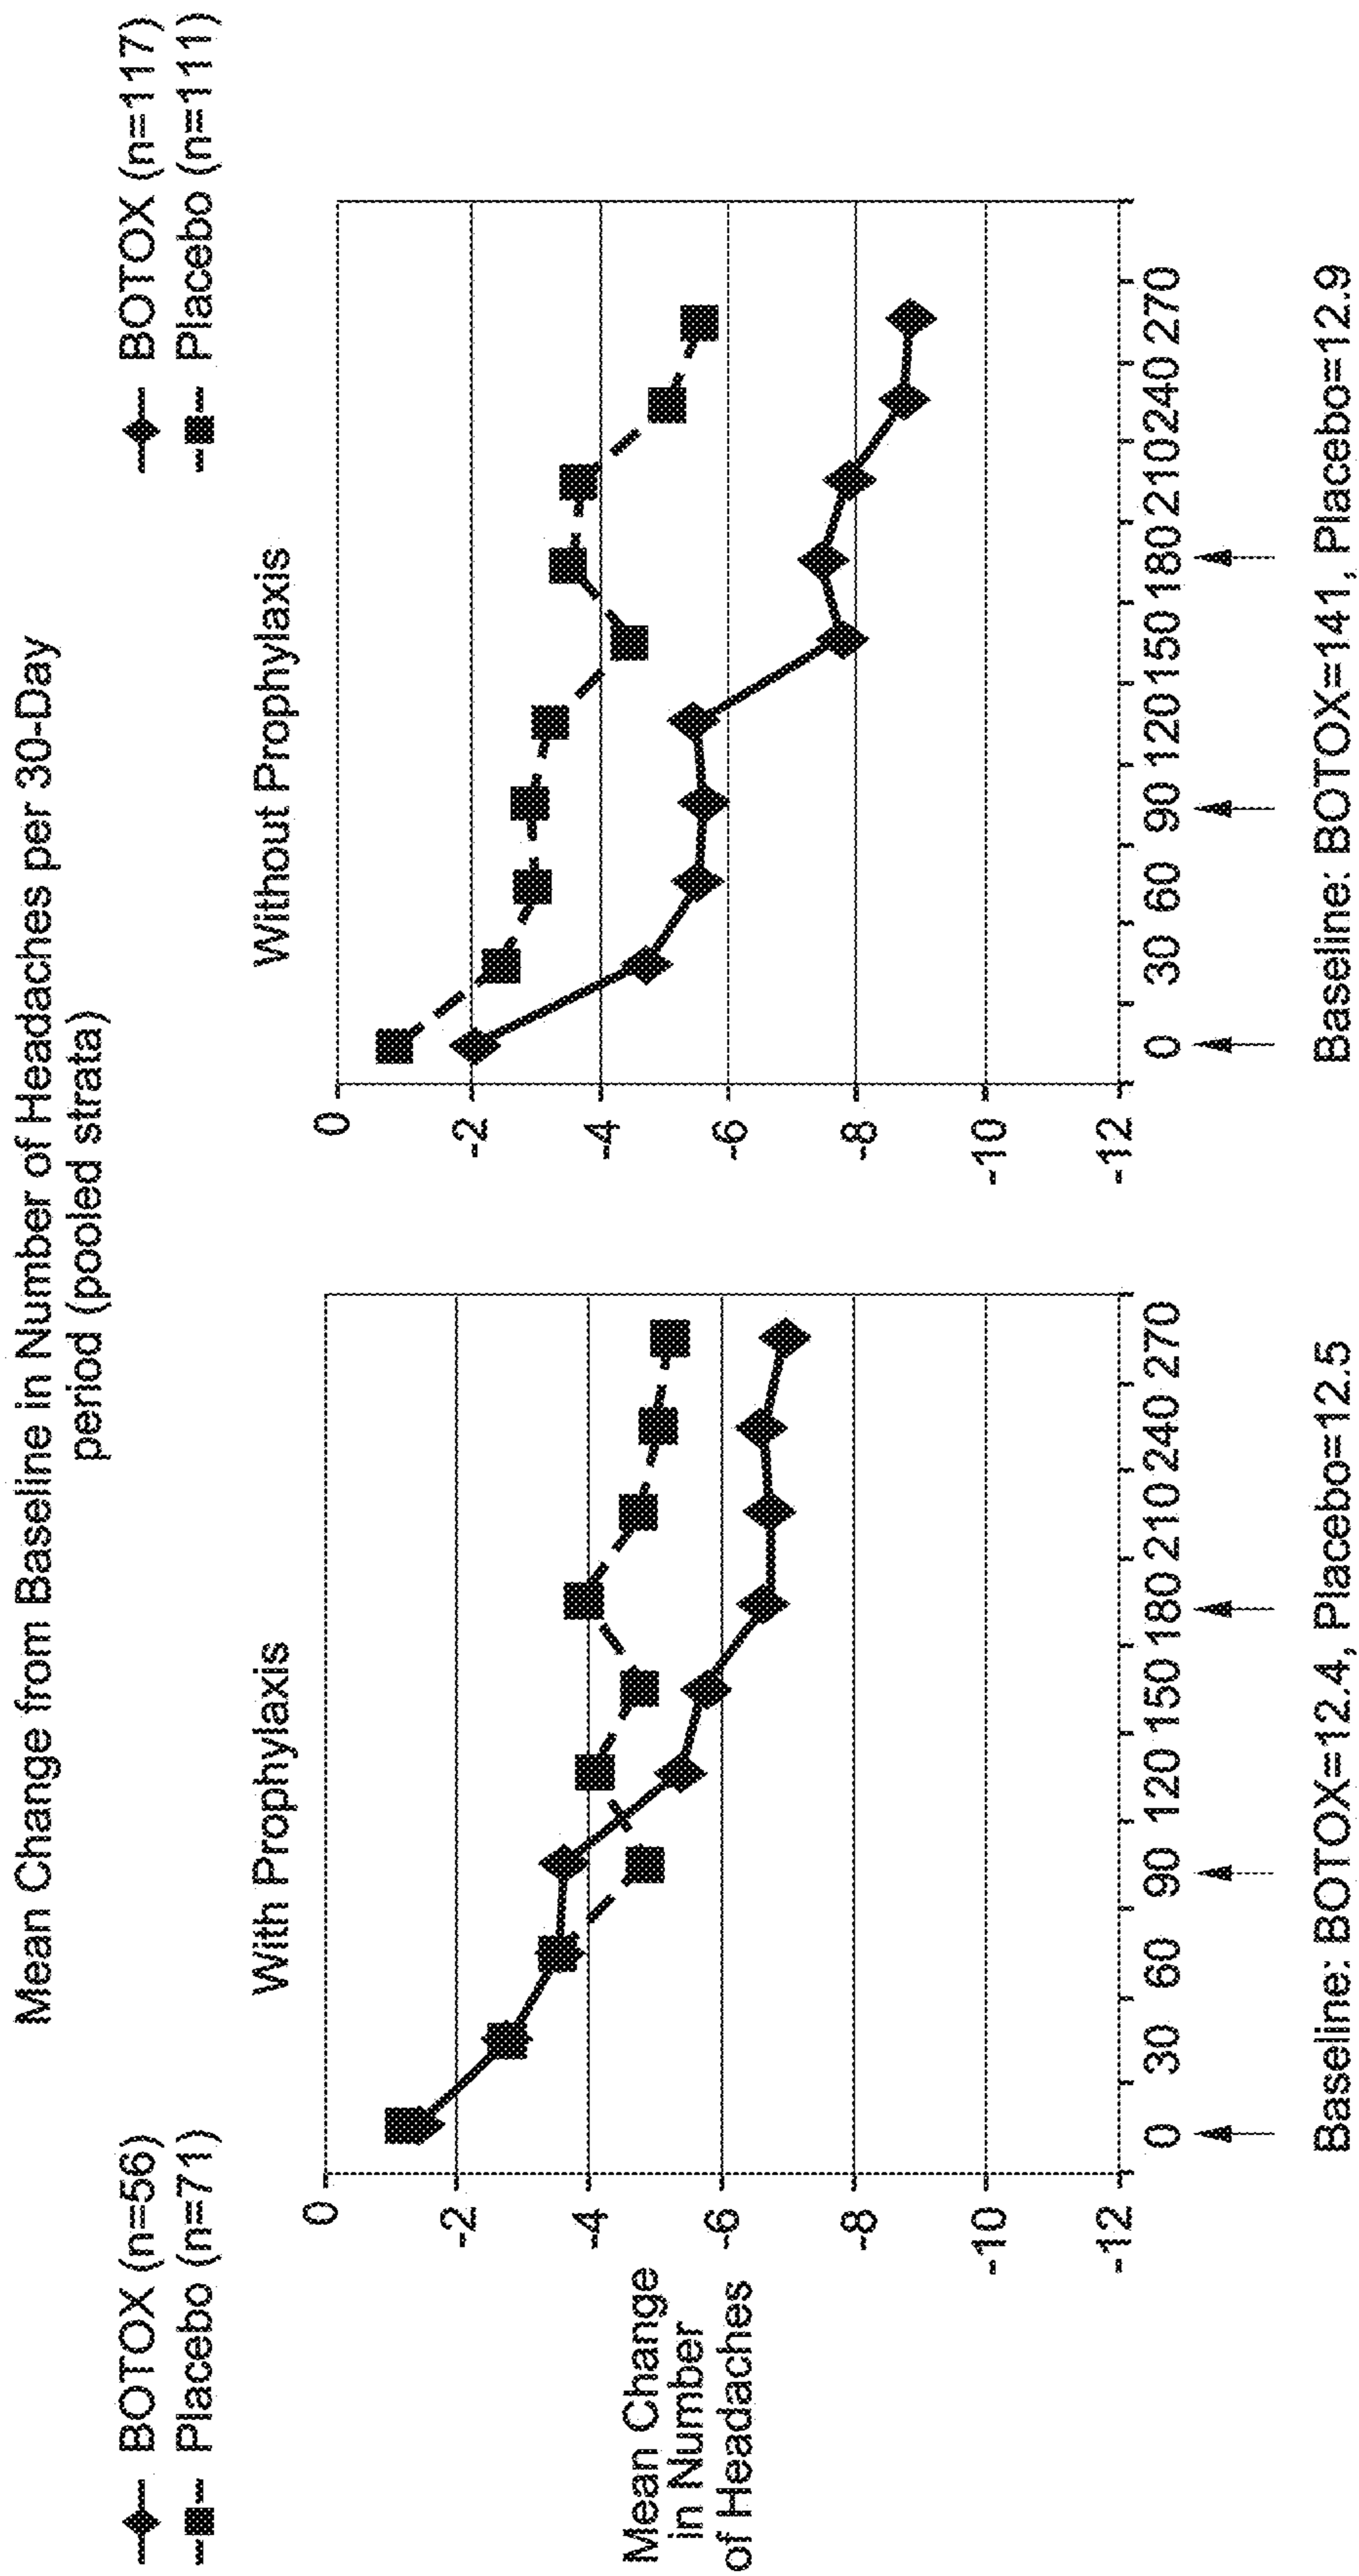 Mean Change from Baseline in Number of Headaches per 30-Day
period (pooled strata)
BOTOX (n=56)
Placebo (n=71)
BOTOX (n=117)
Placebo (n=111)
With Prophylaxis
Mean Change
in Number
of Headaches
0
-2
-4
-6
-8
-10
-12
0 30 60 90 120 150 180 210 240 270
Baseline: BOTOX=12.4, Placebo=12.5
Without Prophylaxis
0
-2
-4
-6
-8
-10
-12
0 30 60 90 120 150 180 210 240 270
Baseline: BOTOX=141, Placebo=12.9